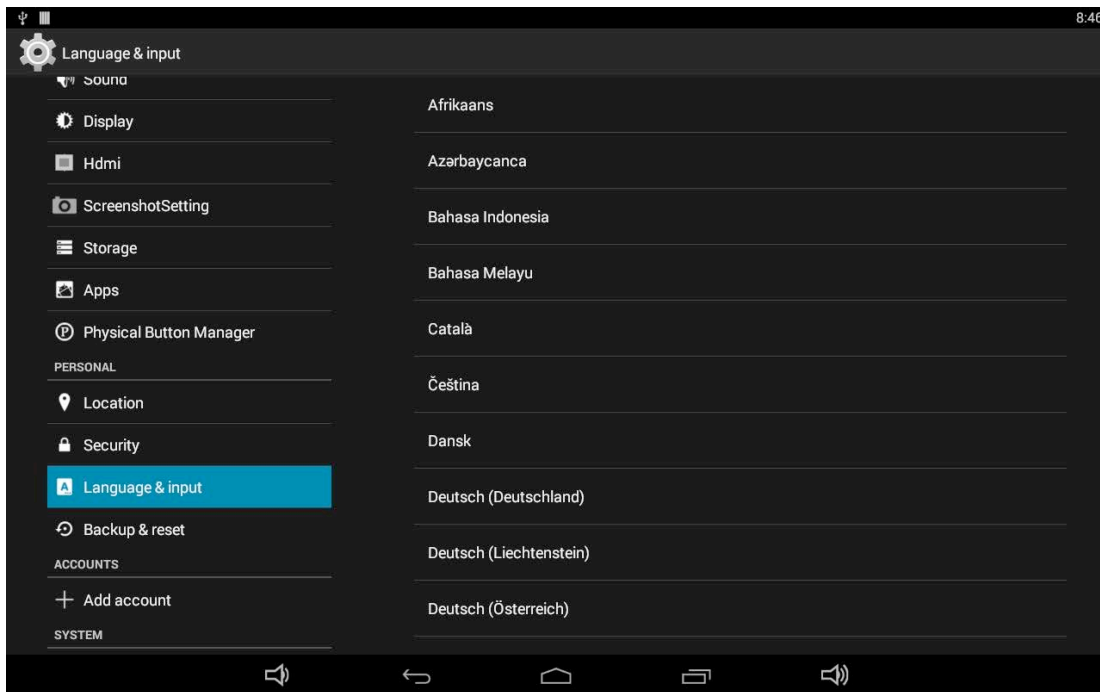 8:46
Language & input
Sound
Display
Hdmi
ScreenshotSetting
Storage
Apps
Physical Button Manager
PERSONAL
Location
Security
Language & input
Backup & reset
ACCOUNTS
Add account
SYSTEM
Afrikaans
Azərbaycanca
Bahasa Indonesia
Bahasa Melayu
Català
Čeština
Dansk
Deutsch (Deutschland)
Deutsch (Liechtenstein)
Deutsch (Österreich)